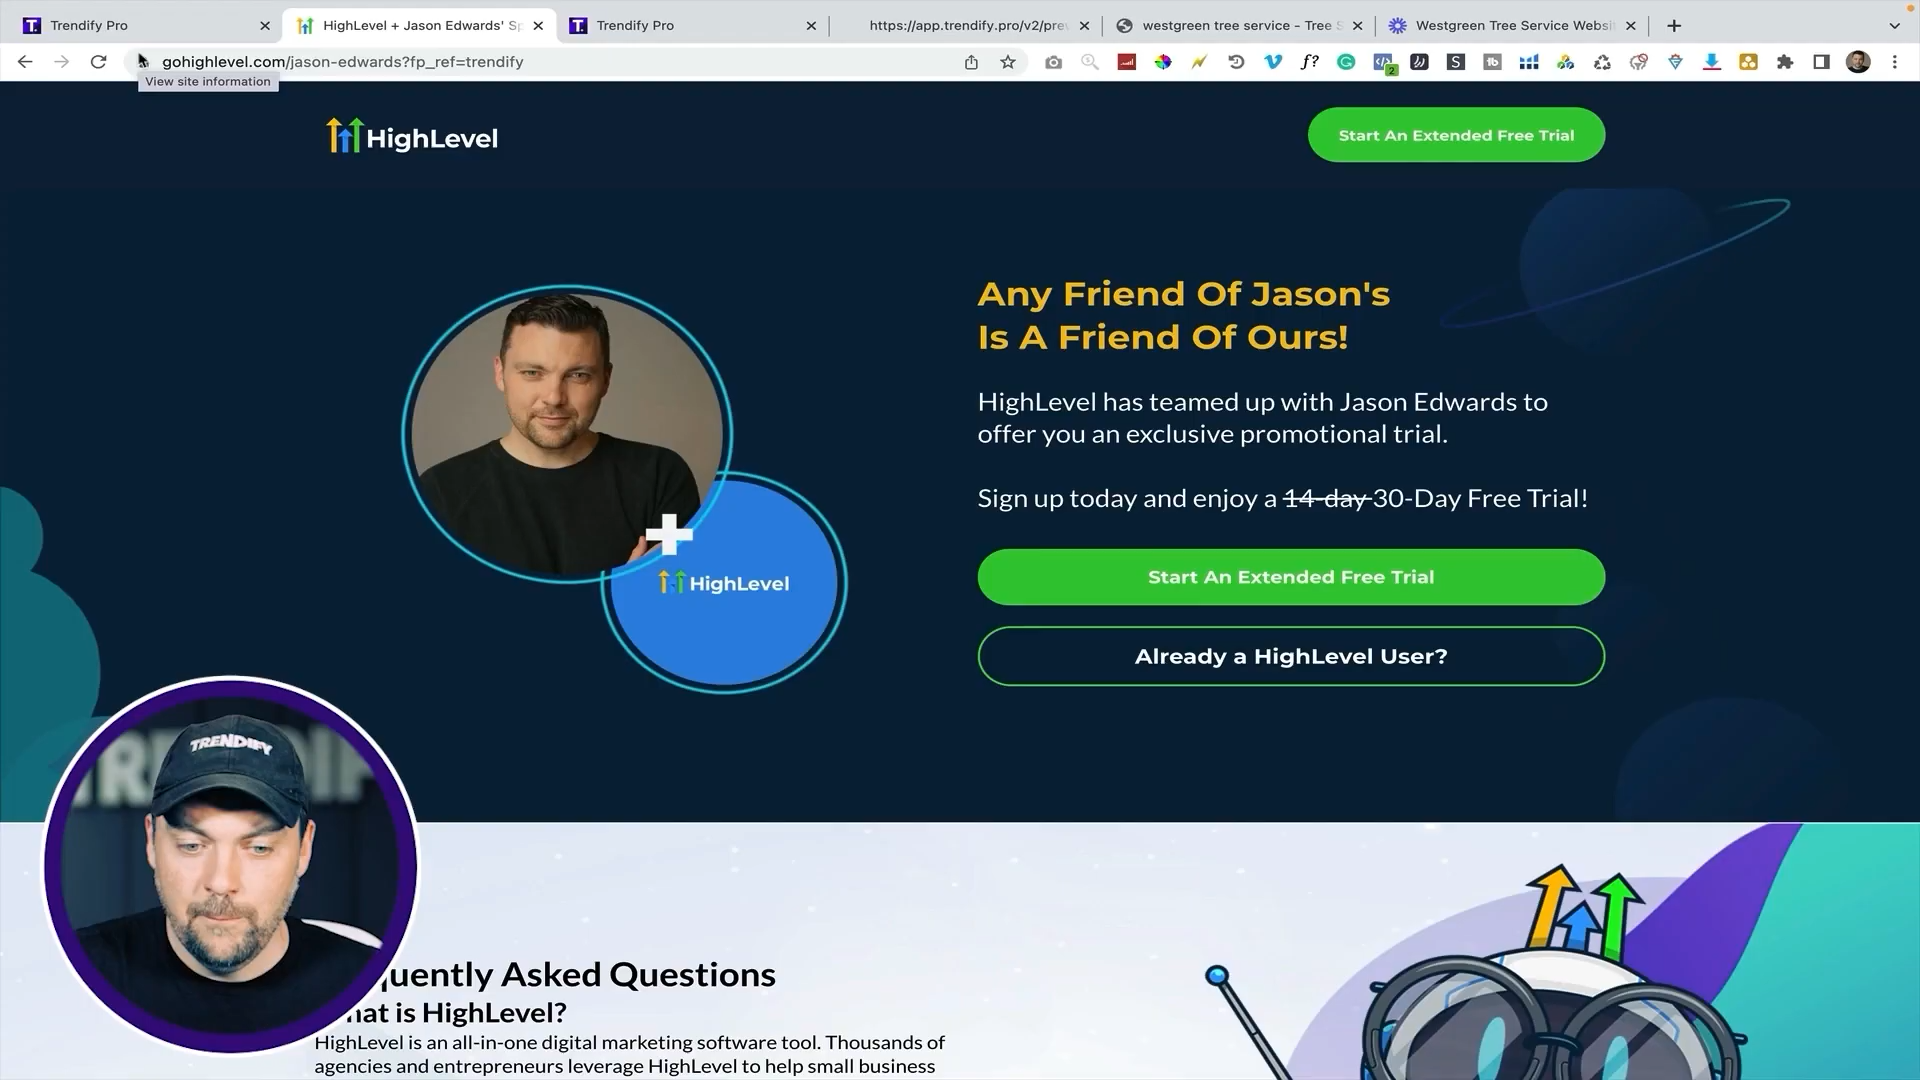 Trendify Pro
HighLevel + Jason Edwards' Sp
Trendify Pro
https://app.trendify.pro/v2/prev
westgreen tree service - Tree S
Westgreen Tree Service Websi
gohighlevel.com/jason-edwards?fp_ref=trendify
View site information
HighLevel
Start An Extended Free Trial
Any Friend Of Jason's
Is A Friend Of Ours!
HighLevel has teamed up with Jason Edwards to
offer you an exclusive promotional trial.
Sign up today and enjoy a 14-day 30-Day Free Trial!
HighLevel
Start An Extended Free Trial
Already a HighLevel User?
TRENDIFY
quently Asked Questions
hat is HighLevel?
HighLevel is an all-in-one digital marketing software tool. Thousands of
agencies and entrepreneurs leverage HighLevel to help small business